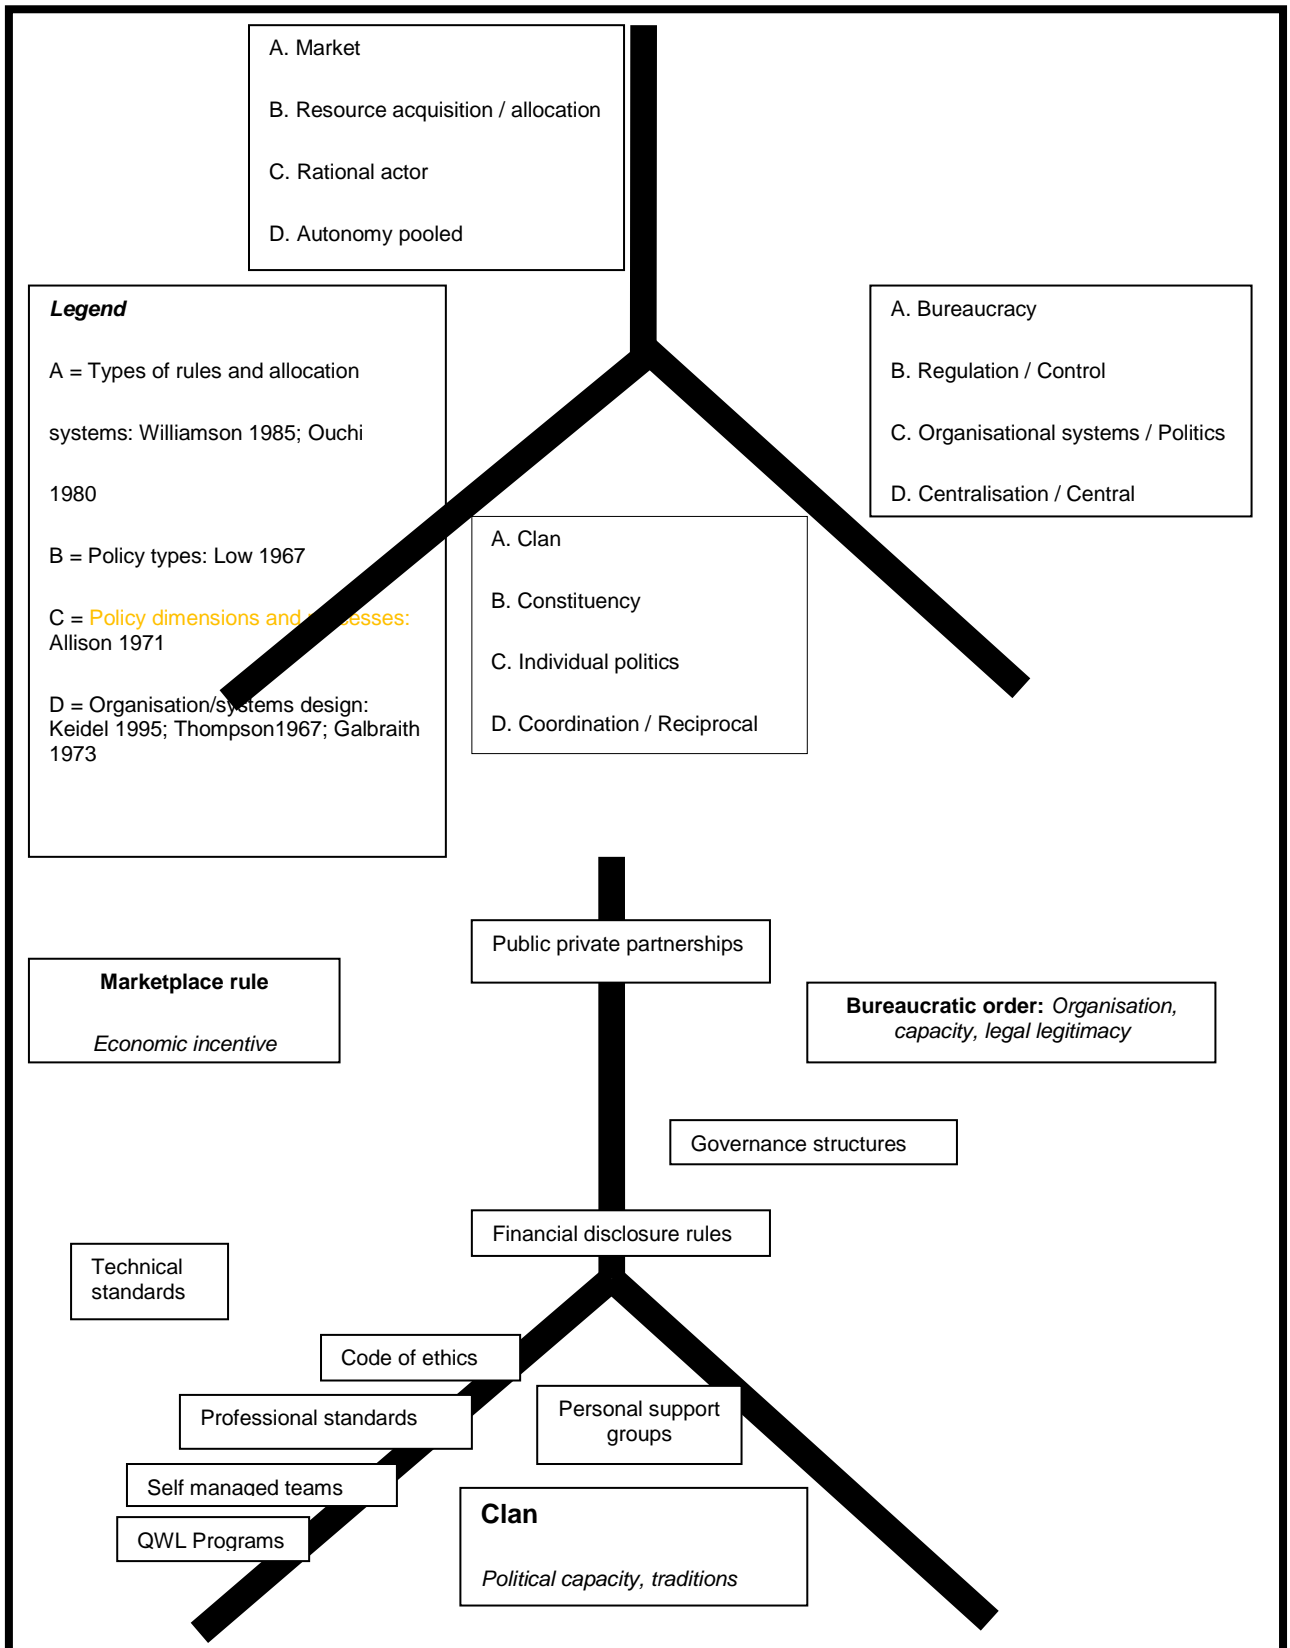 A. Market
B. Resource acquisition / allocation
C. Rational actor
D. Autonomy pooled
Legend
A = Types of rules and allocation
systems: Williamson 1985; Ouchi
1980
B = Policy types: Low 1967
C = Policy dimensions and processes:
Allison 1971
D = Organisation/systems design:
Keidel 1995; Thompson1967; Galbraith
1973
A. Bureaucracy
B. Regulation / Control
C. Organisational systems / Politics
D. Centralisation / Central
A. Clan
B. Constituency
C. Individual politics
D. Coordination / Reciprocal
Public private partnerships
Marketplace rule
Economic incentive
Bureaucratic order: Organisation,
capacity, legal legitimacy
Governance structures
Financial disclosure rules
Technical
standards
Code of ethics
Professional standards
Personal support
groups
Self managed teams
QWL Programs
Clan
Political capacity, traditions